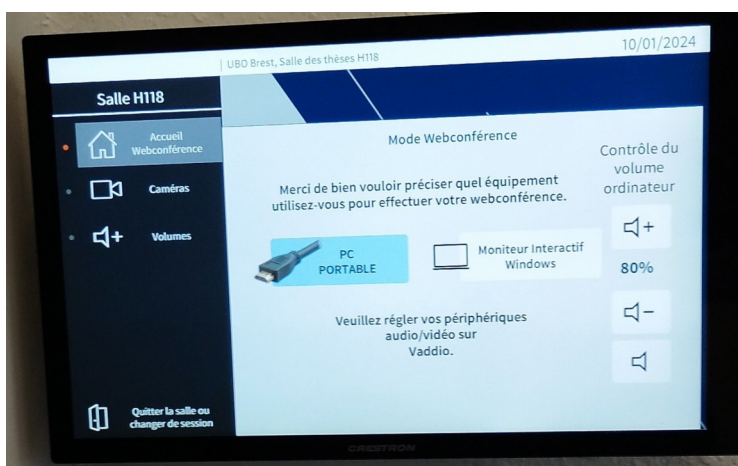 UBO Brest, Salle des thèses H118
10/01/2024
Salle H118
Accueil
Webconférence
Caméras
Volumes
Quitter la salle ou
changer de session
Mode Webconférence
Merci de bien vouloir préciser quel équipement
utilisez-vous pour effectuer votre webconférence.
PC
PORTABLE
Moniteur Interactif
Windows
Veuillez régler vos périphériques
audio/vidéo sur
Vaddio.
Contrôle du
volume
ordinateur
80%
CRESTRON